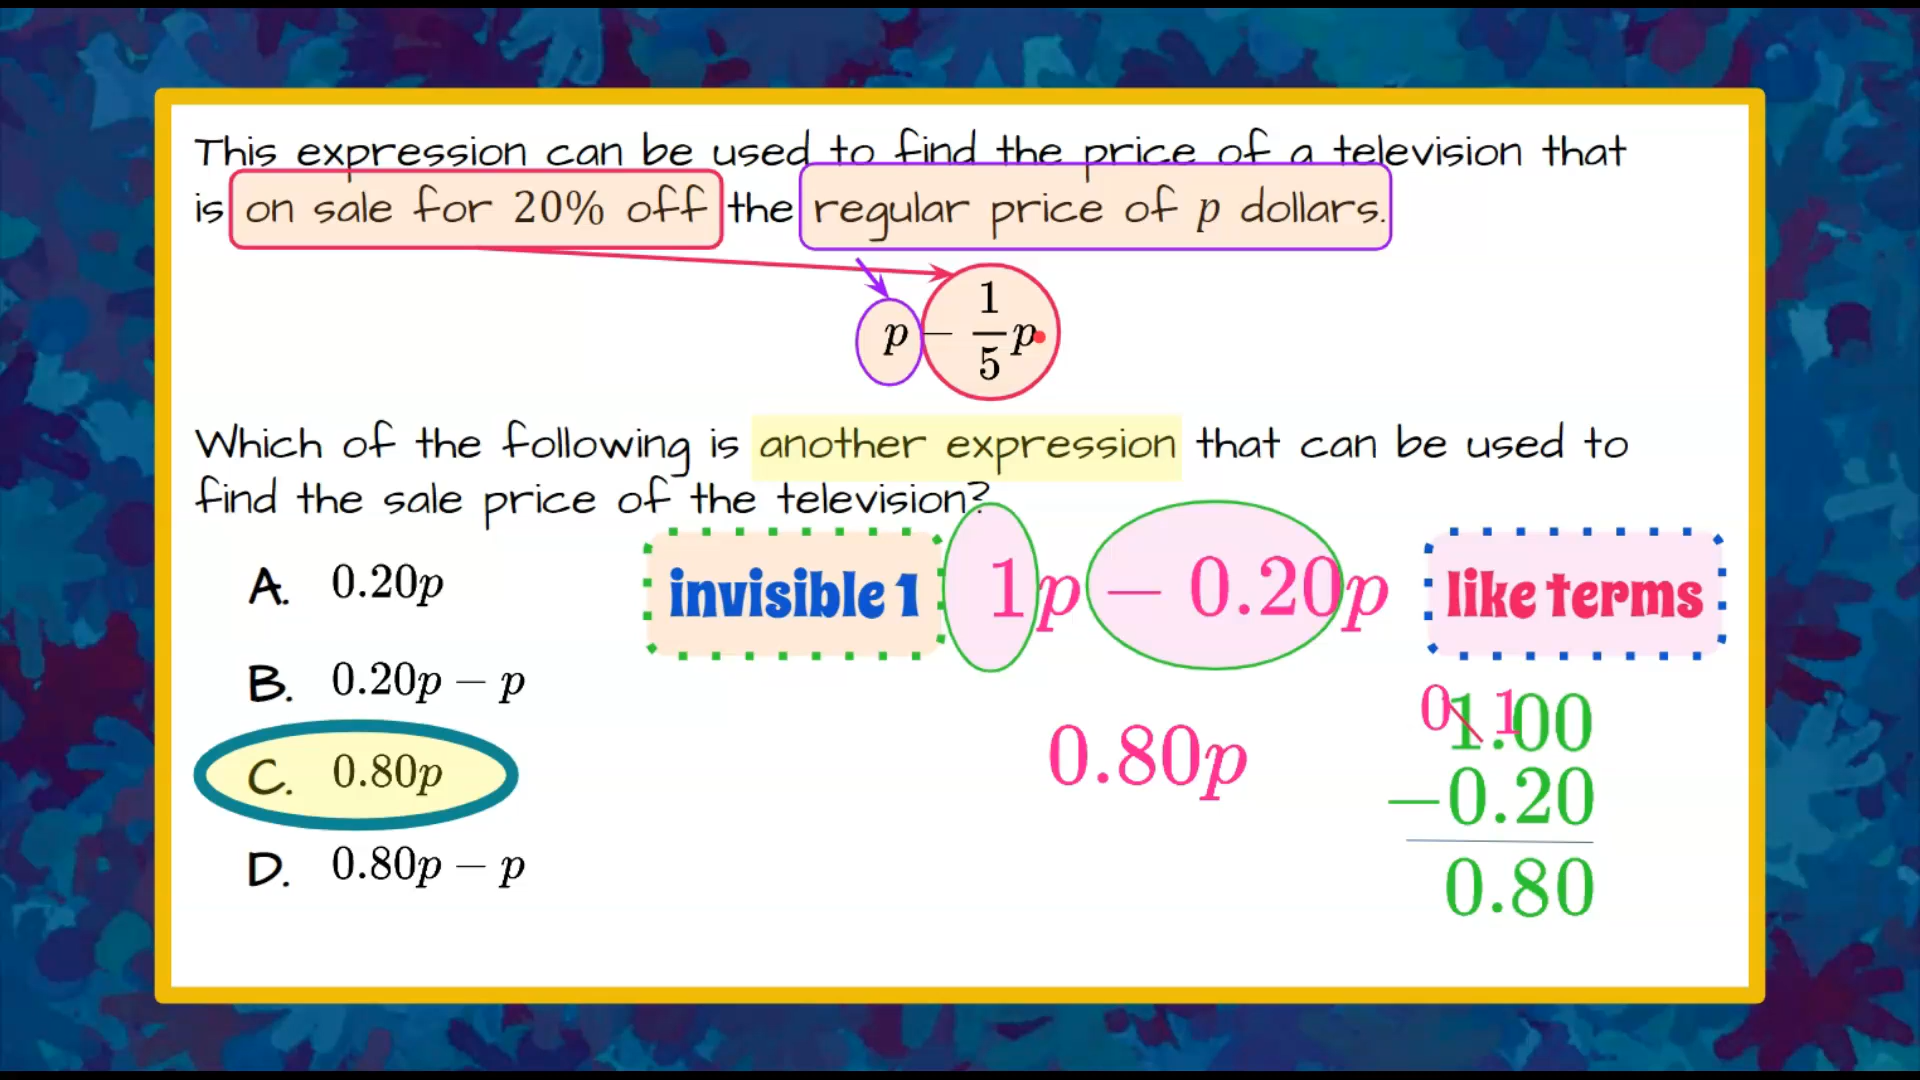 This expression can be used to find the price of a television that
is on sale for 20% off the regular price of p dollars.
p − 1/5 p
Which of the following is another expression that can be used to
find the sale price of the television?
A. 0.20p
B. 0.20p − p
C. 0.80p
D. 0.80p − p
invisible 1
1p − 0.20p
like terms
0.80p
0 1
1.00
−0.20
0.80